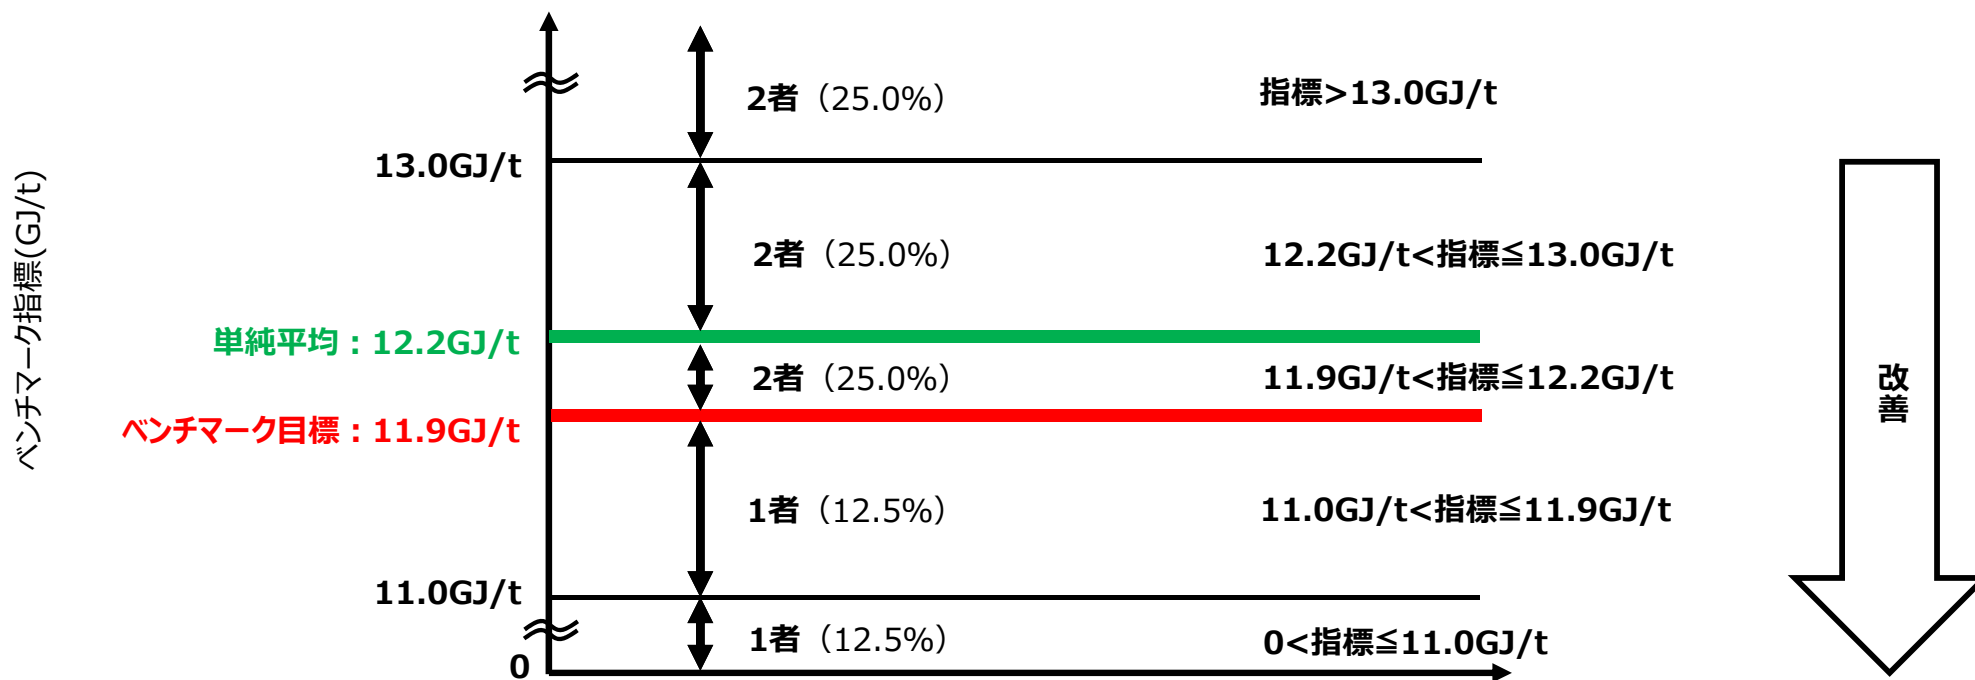 ベンチマーク指標(GJ/t)
2者（25.0%）
指標>13.0GJ/t
13.0GJ/t
2者（25.0%）
12.2GJ/t<指標≦13.0GJ/t
単純平均：12.2GJ/t
2者（25.0%）
11.9GJ/t<指標≦12.2GJ/t
ベンチマーク目標：11.9GJ/t
1者（12.5%）
11.0GJ/t<指標≦11.9GJ/t
11.0GJ/t
1者（12.5%）
0<指標≦11.0GJ/t
0
改善